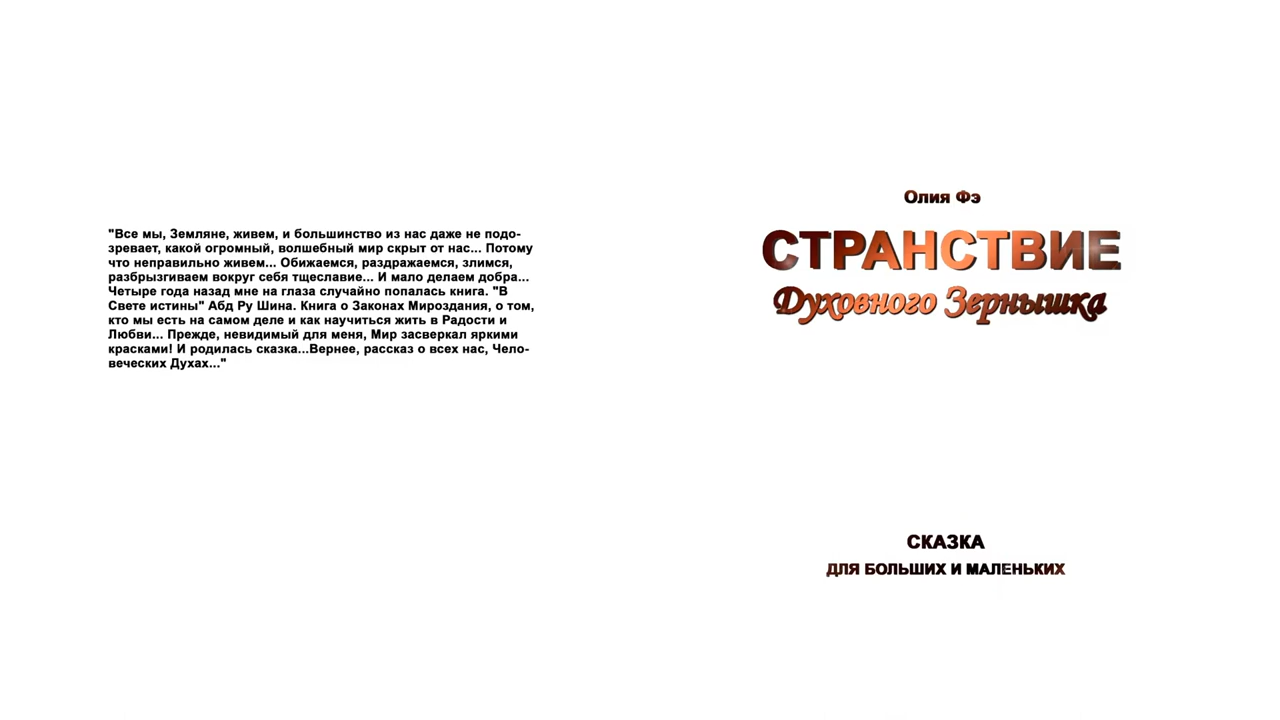 "Все мы, Земляне, живем, и большинство из нас даже не подо-
зревает, какой огромный, волшебный мир скрыт от нас... Потому
что неправильно живем... Обижаемся, раздражаемся, злимся,
разбрызгиваем вокруг себя тщеславие... И мало делаем добра...
Четыре года назад мне на глаза случайно попалась книга. "В
Свете истины" Абд Ру Шина. Книга о Законах Мироздания, о том,
кто мы есть на самом деле и как научиться жить в Радости и
Любви... Прежде, невидимый для меня, Мир засверкал яркими
красками! И родилась сказка...Вернее, рассказ о всех нас, Чело-
веческих Духах..."
Олия Фэ
СТРАНСТВИЕ
Духовного Зернышка
СКАЗКА
ДЛЯ БОЛЬШИХ И МАЛЕНЬКИХ